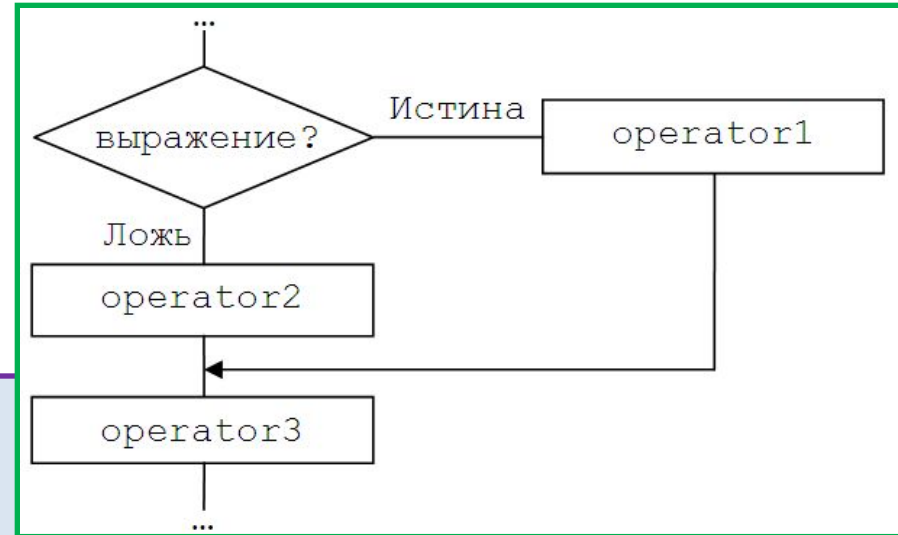 ...
Истина
выражение?
operator1
Ложь
operator2
operator3
...